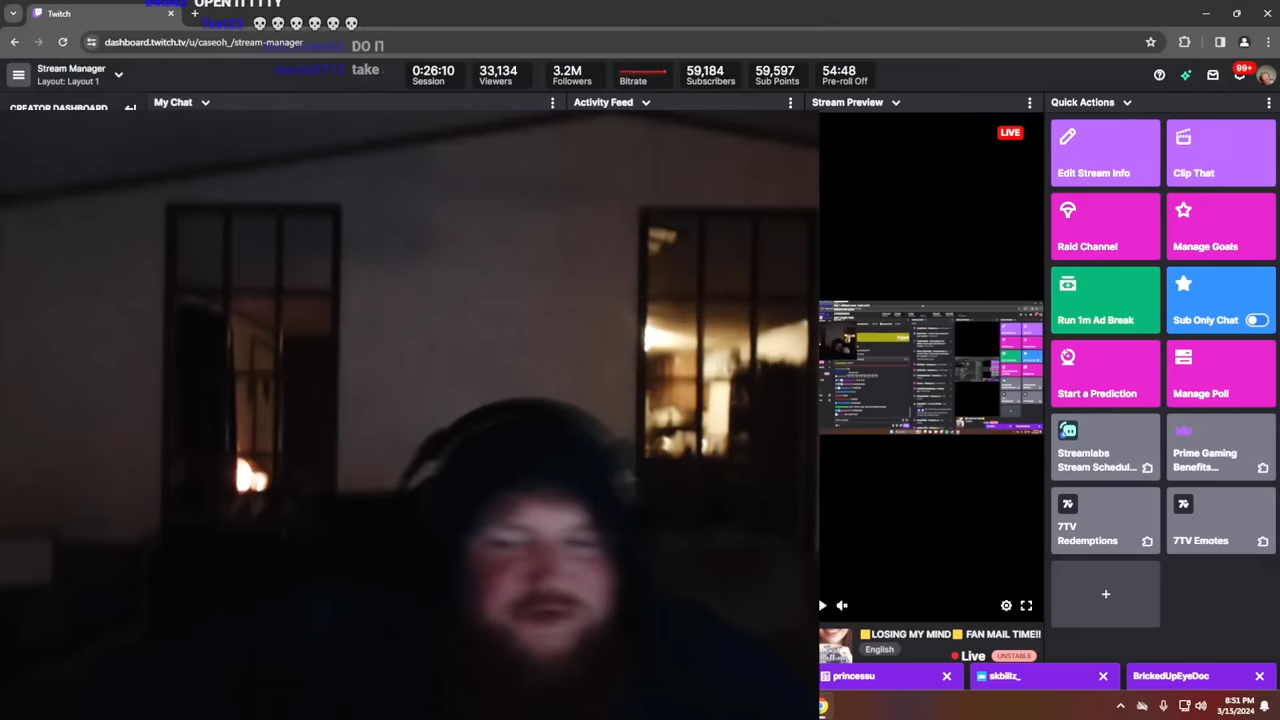 OPEN ITTTTY
Twitch
DO IT
dashboard.twitch.tv/u/caseoh_/stream-manager
take
Stream Manager
Layout: Layout 1
0:26:10
Session
33,134
Viewers
3.2M
Followers
Bitrate
59,184
Subscribers
59,597
Sub Points
54:48
Pre-roll Off
99+
CREATOR DASHBOARD
My Chat
Activity Feed
Stream Preview
Quick Actions
LIVE
Edit Stream Info
Clip That
Raid Channel
Manage Goals
Run 1m Ad Break
Sub Only Chat
Start a Prediction
Manage Poll
Streamlabs
Stream Schedul...
Prime Gaming
Benefits...
7TV
Redemptions
7TV Emotes
+
🟨LOSING MY MIND🟨 FAN MAIL TIME!!
English
Live
UNSTABLE
princessu
skbillz_
BrickedUpEyeDoc
8:51 PM
3/15/2024